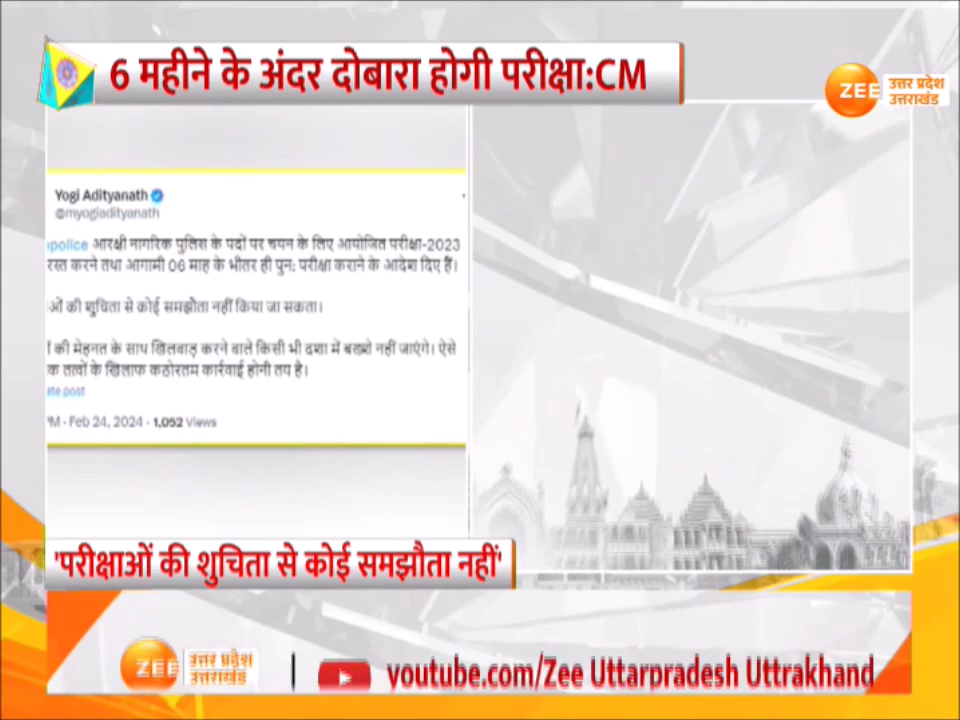 6 महीने के अंदर दोबारा होगी परीक्षा:CM
ZEE उत्तर प्रदेश
उत्तराखंड
Yogi Adityanath
@myogiadityanath
police आरक्षी नागरिक पुलिस के पदों पर चयन के लिए आयोजित परीक्षा-2023
रस्त करने तथा आगामी 06 माह के भीतर ही पुन: परीक्षा कराने के आदेश दिए हैं।
ओं की शुचिता से कोई समझौता नहीं किया जा सकता।
की मेहनत के साथ खिलवाड़ करने वाले किसी भी दशा में बख्शे नहीं जाएंगे। ऐसे
क तत्वों के खिलाफ कठोरतम कार्रवाई होनी तय है।
ate post
PM · Feb 24, 2024 · 1,052 Views
'परीक्षाओं की शुचिता से कोई समझौता नहीं'
ZEE उत्तर प्रदेश
उत्तराखंड
youtube.com/Zee Uttarpradesh Uttrakhand